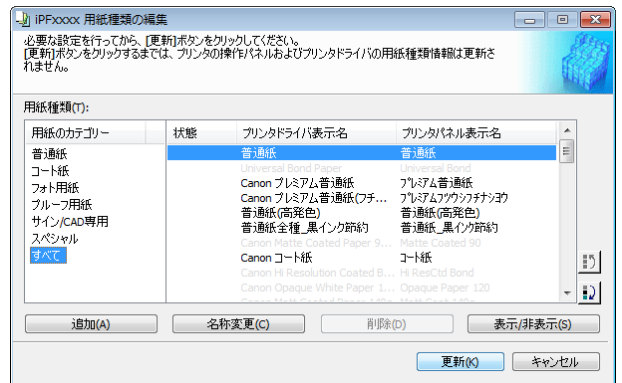 iPFxxxx 用紙種類の編集
必要な設定を行ってから、[更新]ボタンをクリックしてください。
[更新]ボタンをクリックするまでは、プリンタの操作パネルおよびプリンタドライバの用紙種類情報は更新さ
れません。
用紙種類(T):
用紙のカテゴリー 状態 プリンタドライバ表示名 プリンタパネル表示名
普通紙
コート紙
フォト用紙
プルーフ用紙
サイン/CAD専用
スペシャル
すべて
普通紙 普通紙
Universal Bond Paper Universal Bond
Canon プレミアム普通紙 プレミアム普通紙
Canon プレミアム普通紙(フチ... プレミアムフツウシフチナシヨウ
普通紙(高発色) 普通紙(高発色)
普通紙全種_黒インク節約 普通紙_黒インク節約
Canon Matte Coated Paper 9... Matte Coated 90
Canon コート紙 コート紙
Canon Hi Resolution Coated B... Hi ResCtd Bond
Canon Opaque White Paper 1... Opaque Paper 120
追加(A) 名称変更(C) 削除(D) 表示/非表示(S)
更新(K) キャンセル